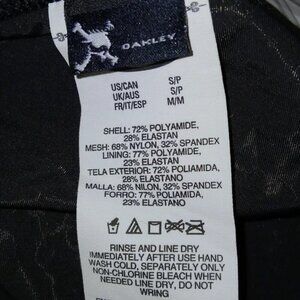 OAKLEY
US/CAN S/P
UK/AUS S/P
FR/IT/ESP M/M
SHELL: 72% POLYAMIDE,
28% ELASTAN
MESH: 68% NYLON, 32% SPANDEX
LINING: 77% POLYAMIDE,
23% ELASTAN
TELA EXTERIOR: 72% POLIAMIDA,
28% ELASTANO
MALLA: 68% NILON, 32% SPANDEX
FORRO: 77% POLIAMIDA,
23% ELASTANO
RINSE AND LINE DRY
IMMEDIATELY AFTER USE HAND
WASH COLD, SEPARATELY ONLY
NON-CHLORINE BLEACH WHEN
NEEDED LINE DRY, DO NOT
WRING